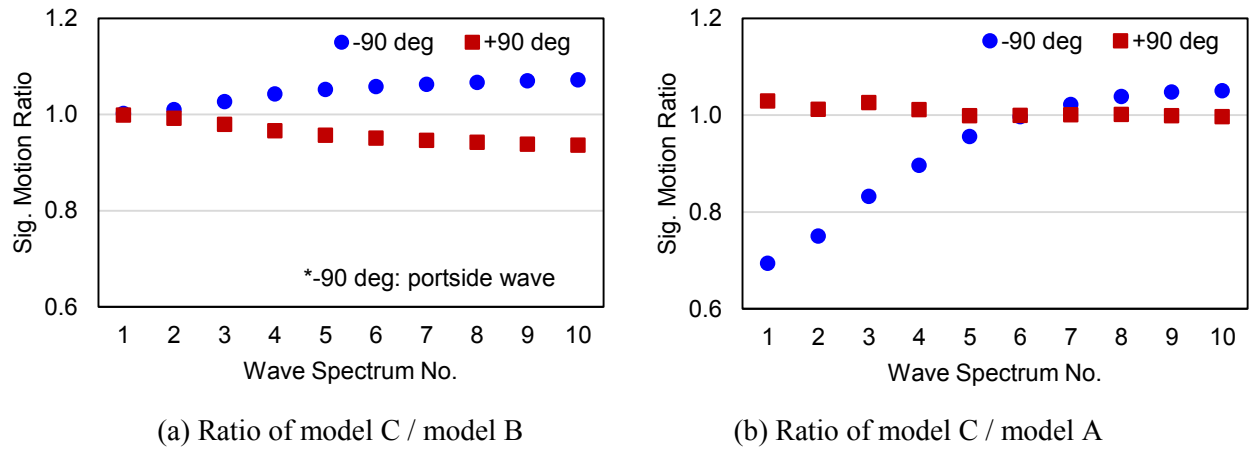 1.2
1.0
0.8
0.6
Sig. Motion Ratio
-90 deg +90 deg
*-90 deg: portside wave
1 2 3 4 5 6 7 8 9 10
Wave Spectrum No.
(a) Ratio of model C / model B
1.2
1.0
0.8
0.6
Sig. Motion Ratio
-90 deg +90 deg
1 2 3 4 5 6 7 8 9 10
Wave Spectrum No.
(b) Ratio of model C / model A